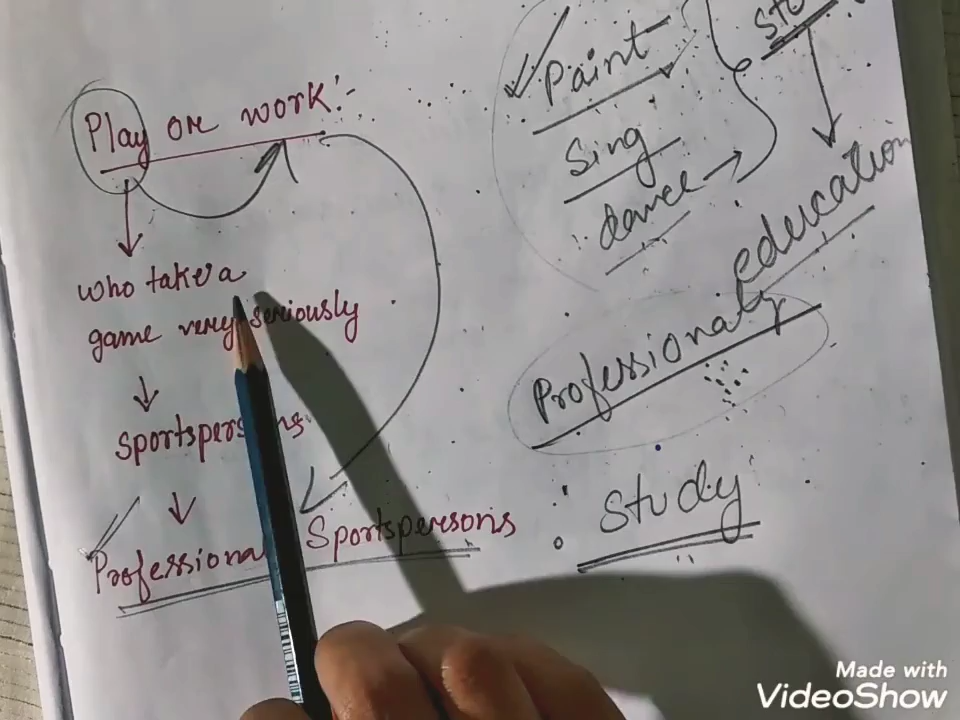 Play or work:-
who take a
game very seriously
sportspersons
Professional Sportspersons
Paint
Sing
dance
education
Professionaly
Study
Made with
VideoShow